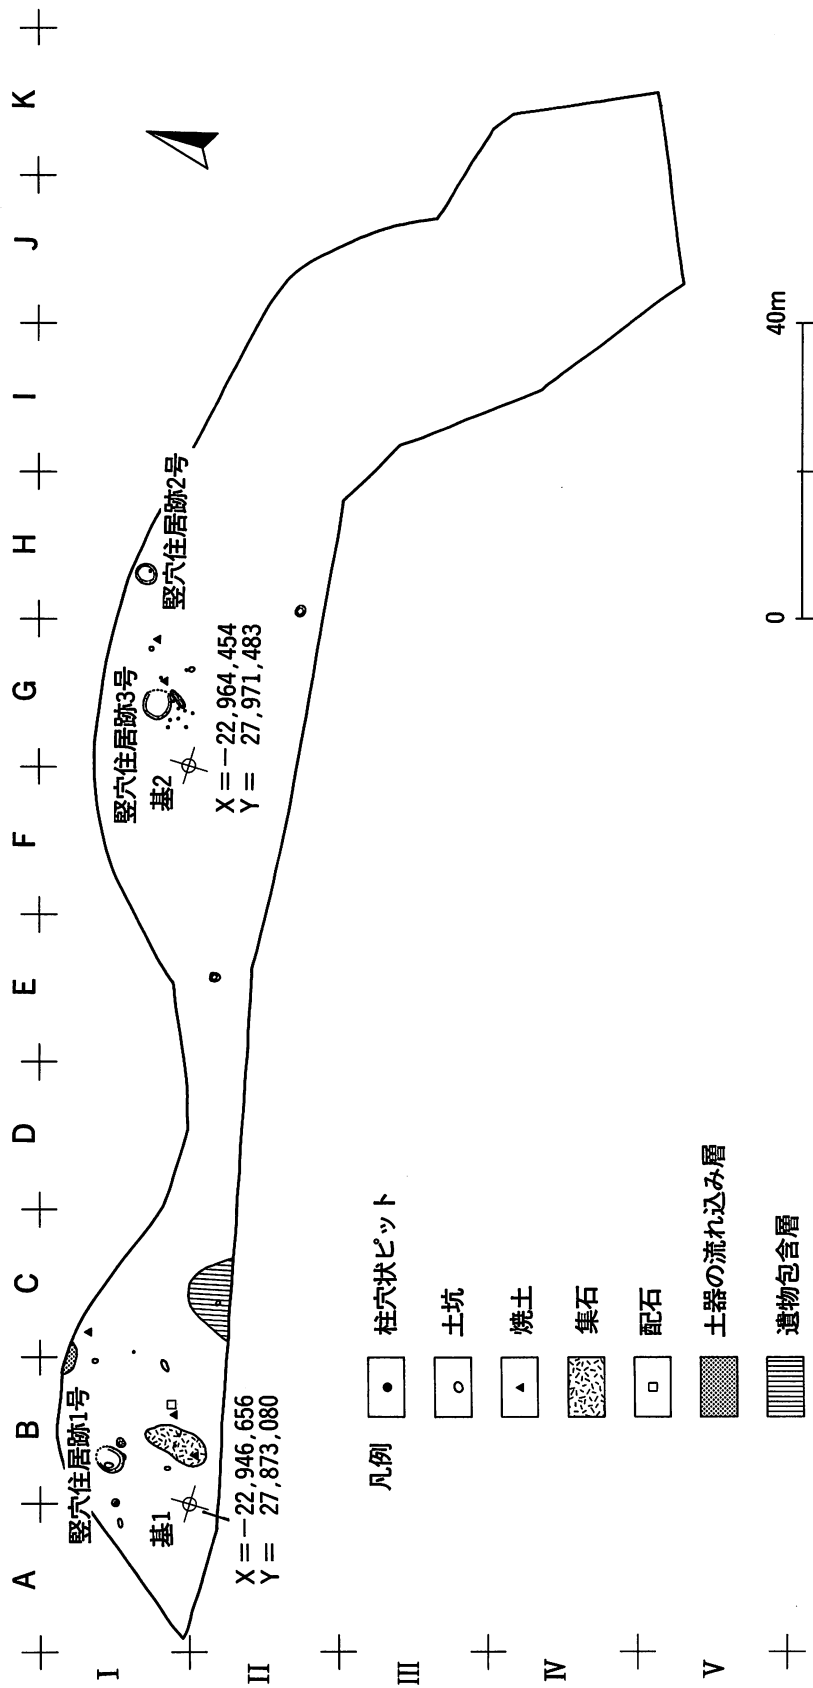 A
B
C
D
E
F
G
H
I
J
K
I
II
III
IV
V
竪穴住居跡1号
竪穴住居跡3号
竪穴住居跡2号
基1
X=-22,946,656
Y= 27,873,080
基2
X=-22,964,454
Y= 27,971,483
凡例
柱穴状ピット
土坑
焼土
集石
配石
土器の流れ込み層
遺物包含層
0
40m